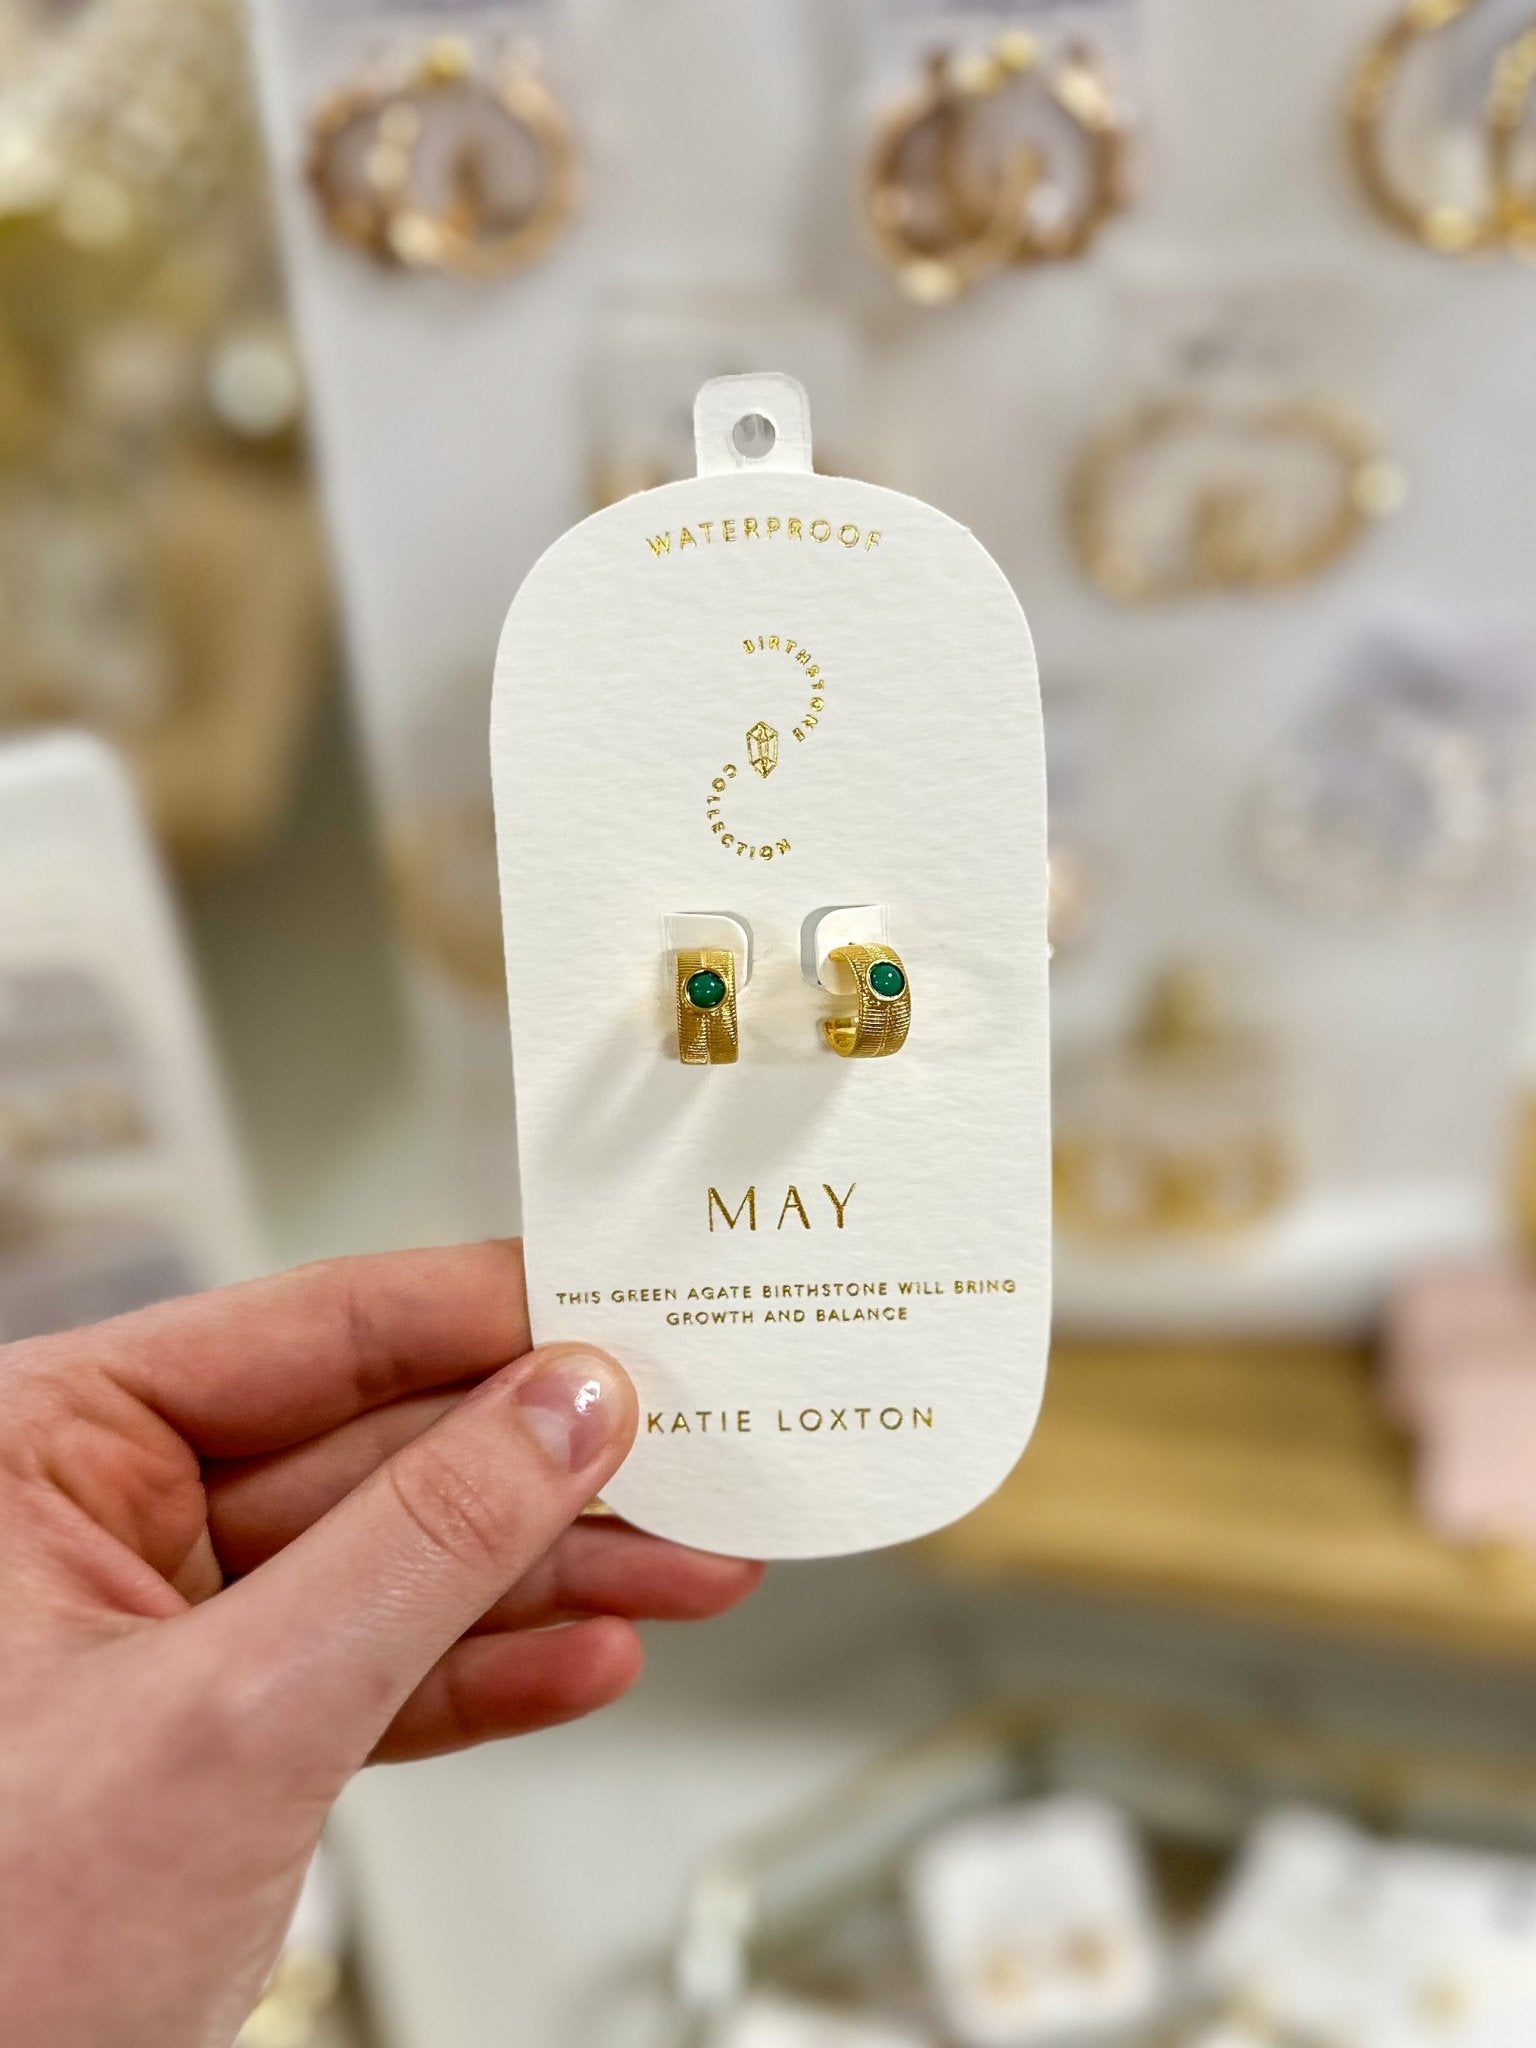 WATERPROOF
BIRTHSTONE
COLLECTION
MAY
THIS GREEN AGATE BIRTHSTONE WILL BRING
GROWTH AND BALANCE
KATIE LOXTON